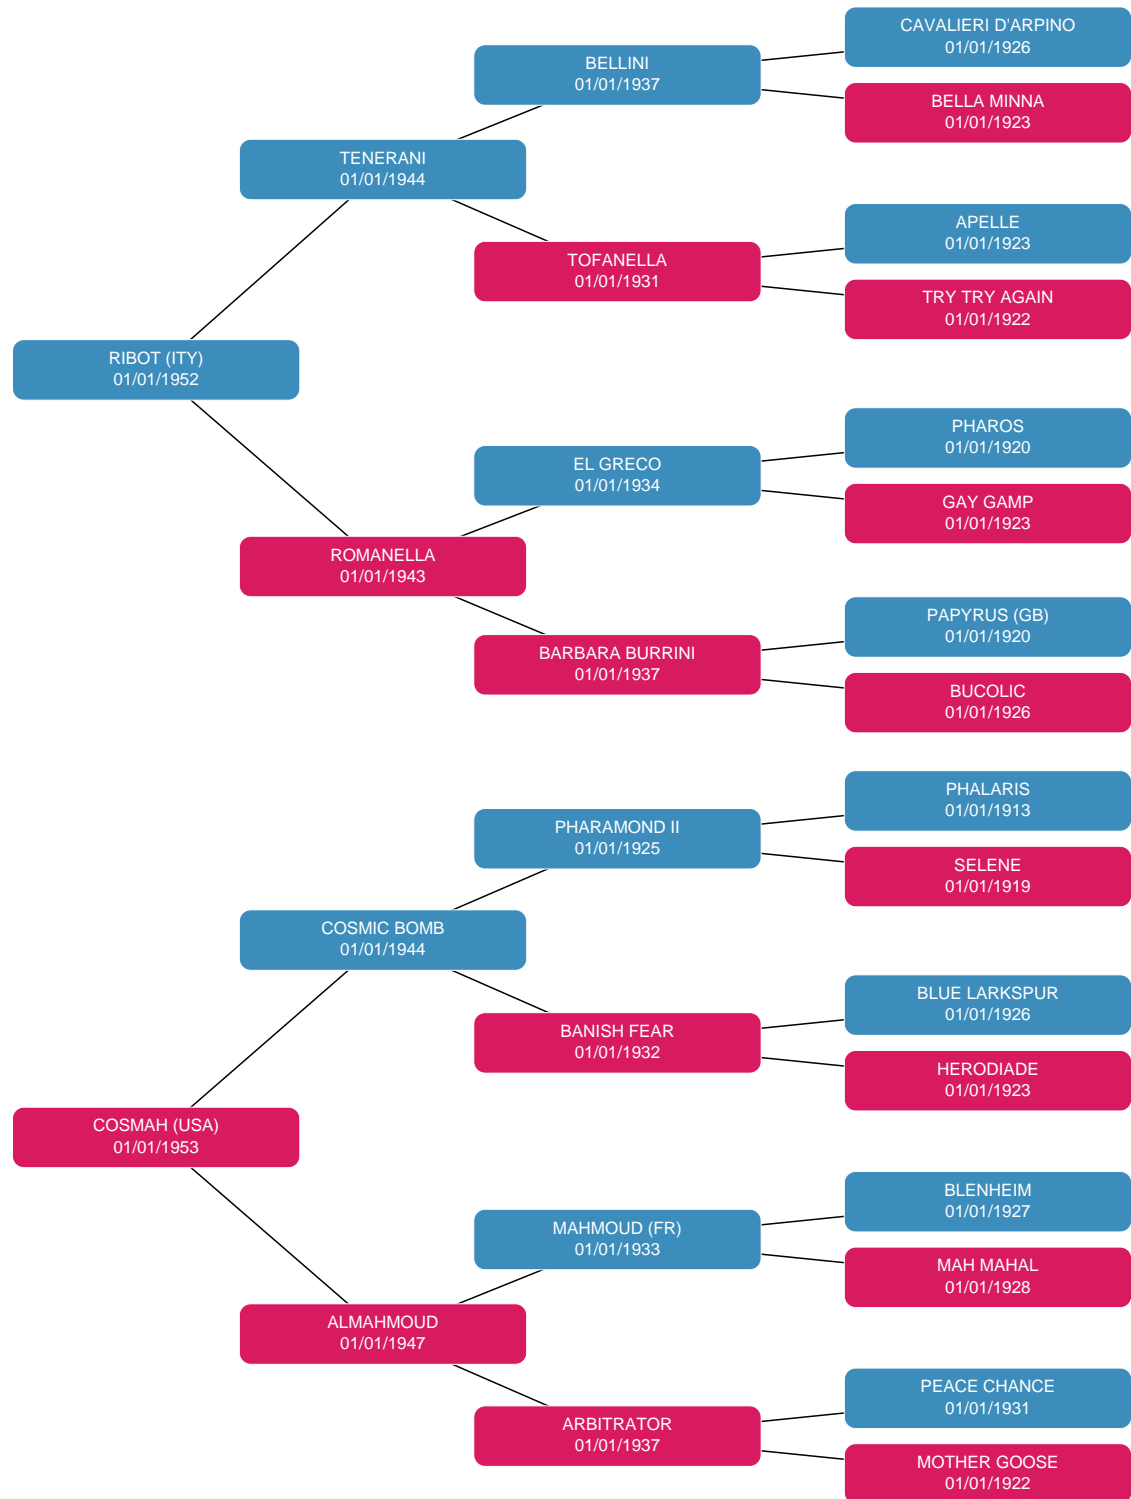 CAVALIERI D'ARPINO
01/01/1926
BELLINI
01/01/1937
BELLA MINNA
01/01/1923
TENERANI
01/01/1944
APELLE
01/01/1923
TOFANELLA
01/01/1931
TRY TRY AGAIN
01/01/1922
RIBOT (ITY)
01/01/1952
PHAROS
01/01/1920
EL GRECO
01/01/1934
GAY GAMP
01/01/1923
ROMANELLA
01/01/1943
PAPYRUS (GB)
01/01/1920
BARBARA BURRINI
01/01/1937
BUCOLIC
01/01/1926
PHALARIS
01/01/1913
PHARAMOND II
01/01/1925
SELENE
01/01/1919
COSMIC BOMB
01/01/1944
BLUE LARKSPUR
01/01/1926
BANISH FEAR
01/01/1932
HERODIADE
01/01/1923
COSMAH (USA)
01/01/1953
BLENHEIM
01/01/1927
MAHMOUD (FR)
01/01/1933
MAH MAHAL
01/01/1928
ALMAHMOUD
01/01/1947
PEACE CHANCE
01/01/1931
ARBITRATOR
01/01/1937
MOTHER GOOSE
01/01/1922